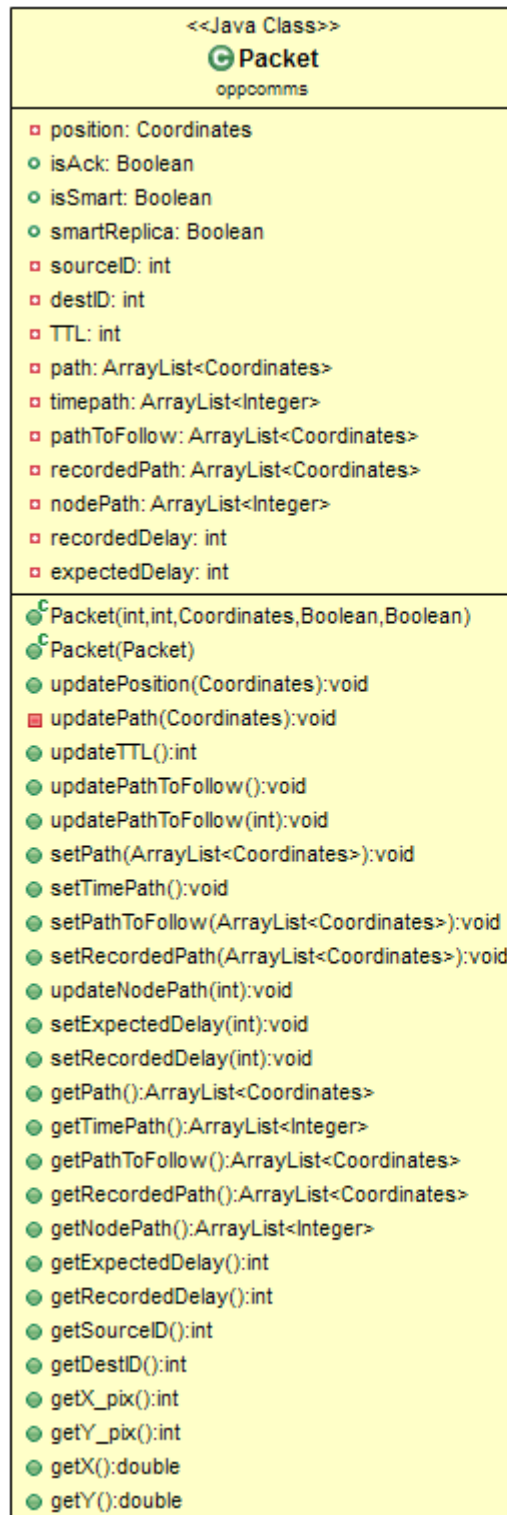 <<Java Class>>
C Packet
oppcomms
position: Coordinates
isAck: Boolean
isSmart: Boolean
smartReplica: Boolean
sourceID: int
destID: int
TTL: int
path: ArrayList<Coordinates>
timepath: ArrayList<Integer>
pathToFollow: ArrayList<Coordinates>
recordedPath: ArrayList<Coordinates>
nodePath: ArrayList<Integer>
recordedDelay: int
expectedDelay: int
C Packet(int,int,Coordinates,Boolean,Boolean)
C Packet(Packet)
updatePosition(Coordinates):void
updatePath(Coordinates):void
updateTTL():int
updatePathToFollow():void
updatePathToFollow(int):void
setPath(ArrayList<Coordinates>):void
setTimePath():void
setPathToFollow(ArrayList<Coordinates>):void
setRecordedPath(ArrayList<Coordinates>):void
updateNodePath(int):void
setExpectedDelay(int):void
setRecordedDelay(int):void
getPath():ArrayList<Coordinates>
getTimePath():ArrayList<Integer>
getPathToFollow():ArrayList<Coordinates>
getRecordedPath():ArrayList<Coordinates>
getNodePath():ArrayList<Integer>
getExpectedDelay():int
getRecordedDelay():int
getSourceID():int
getDestID():int
getX_pix():int
getY_pix():int
getX():double
getY():double